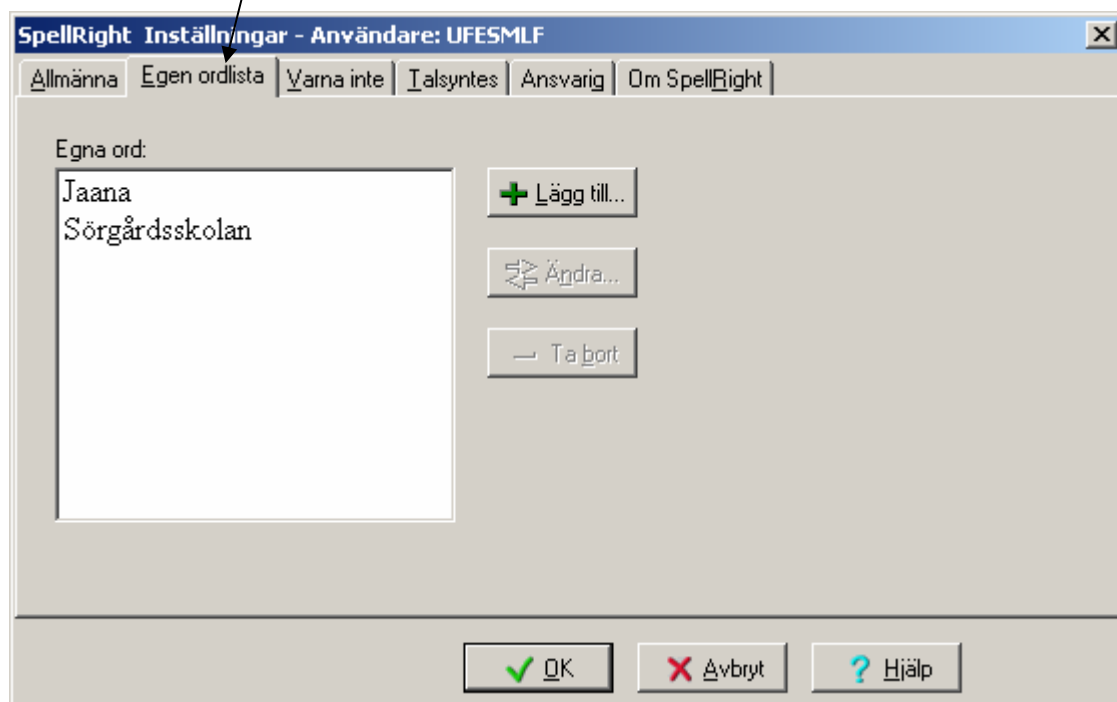 SpellRight Inställningar - Användare: UFESMLF
Allmänna Egen ordlista Varna inte Talsyntes Ansvarig Om SpellRight
Egna ord:
Jaana
Sörgårdsskolan
Lägg till...
Ändra...
Ta bort
OK Avbryt Hjälp